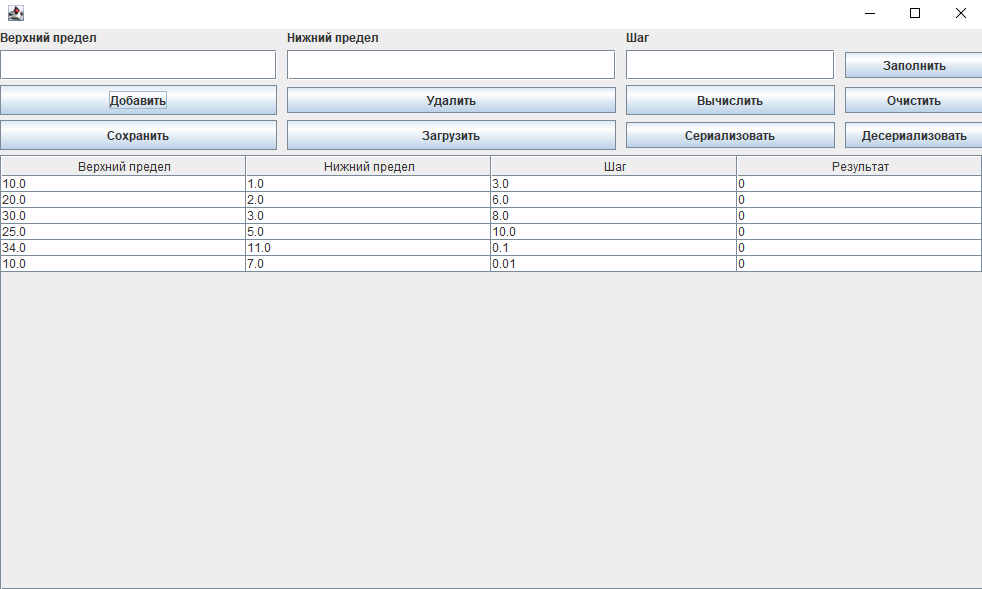 Верхний предел Нижний предел Шаг
Заполнить
Добавить Удалить Вычислить Очистить
Сохранить Загрузить Сериализовать Десериализовать
Верхний предел Нижний предел Шаг Результат
10.0 1.0 3.0 0
20.0 2.0 6.0 0
30.0 3.0 8.0 0
25.0 5.0 10.0 0
34.0 11.0 0.1 0
10.0 7.0 0.01 0